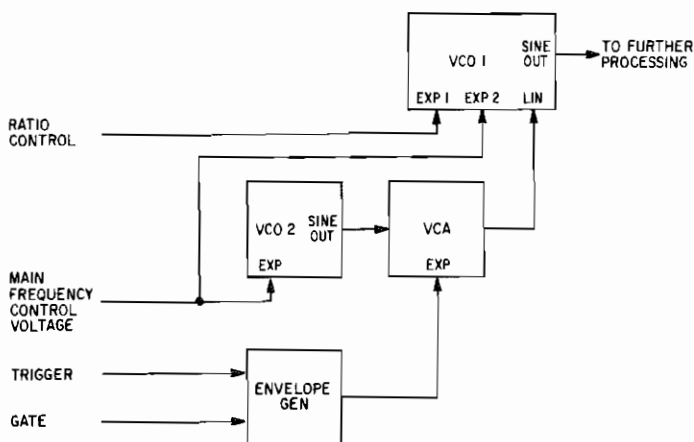 VCO 1
SINE
OUT
TO FURTHER
PROCESSING
EXP 1 EXP 2 LIN
RATIO
CONTROL
VCO 2
SINE
OUT
EXP
VCA
EXP
MAIN
FREQUENCY
CONTROL
VOLTAGE
TRIGGER
GATE
ENVELOPE
GEN